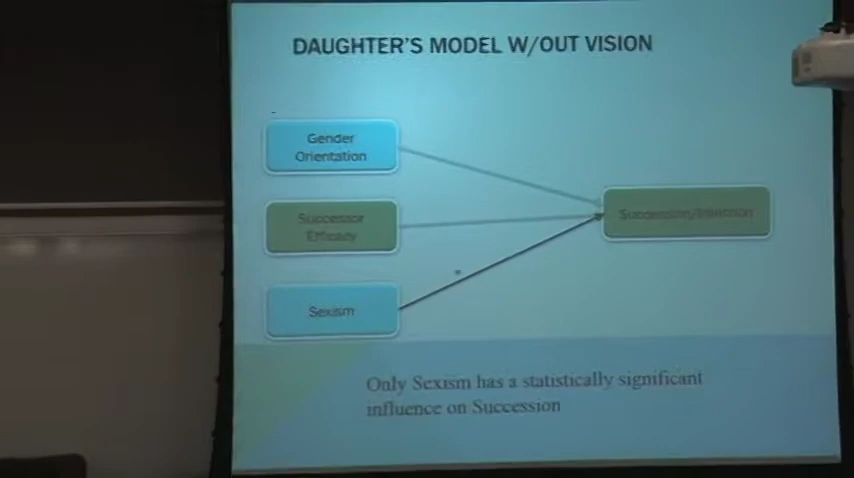 DAUGHTER'S MODEL W/OUT VISION
Gender
Orientation
Successor
Efficacy
Succession/Intention
Sexism
Only Sexism has a statistically significant
influence on Succession